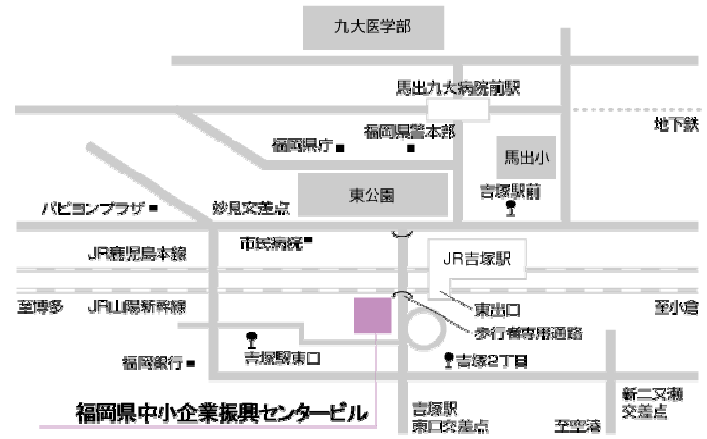 九大医学部
馬出九大病院前駅
地下鉄
福岡県庁
福岡県警本部
馬出小
東公園
吉塚駅前
パピヨンプラザ
妙見交差点
市民病院
JR鹿児島本線
JR吉塚駅
至博多
JR山陽新幹線
東出口
至小倉
歩行者専用通路
吉塚駅東口
福岡銀行
吉塚2丁目
新二又瀬
交差点
福岡県中小企業振興センタービル
吉塚駅
東口交差点
至空港